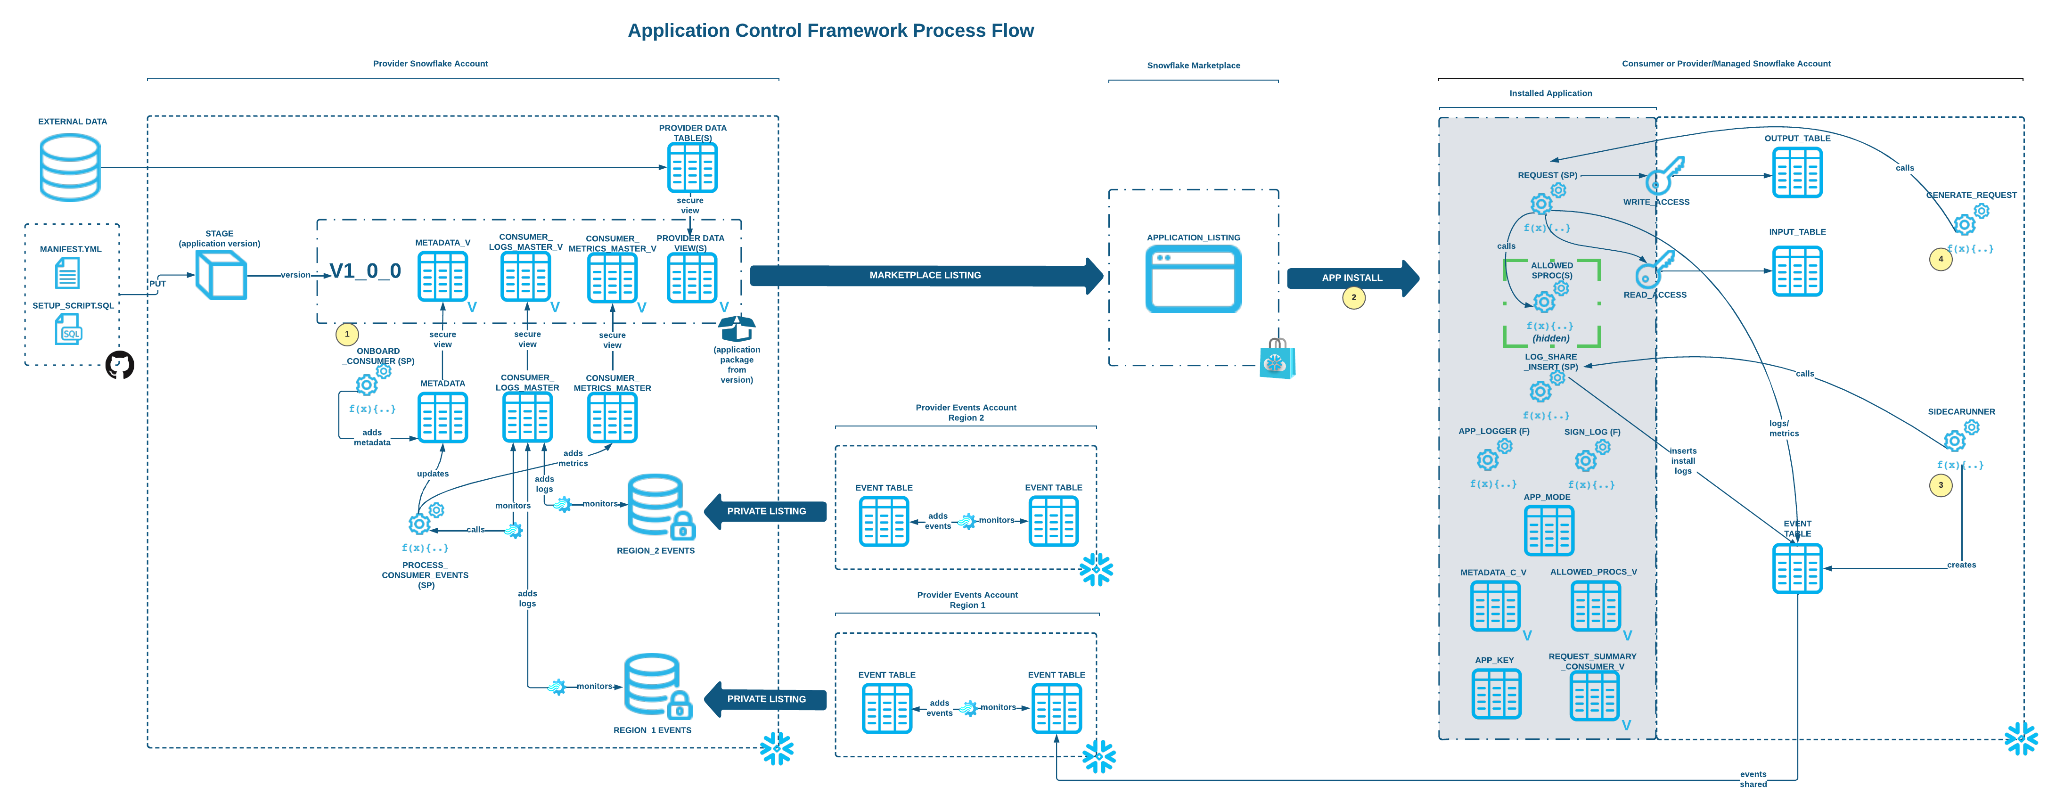 Application Control Framework Process Flow
Provider Snowflake Account
Snowflake Marketplace
Consumer or Provider/Managed Snowflake Account
Installed Application
EXTERNAL DATA
PROVIDER DATA
TABLE(S)
secure
view
MANIFEST.YML
SETUP_SCRIPT.SQL
SQL
PUT
STAGE
(application version)
version
V1_0_0
METADATA_V
V
CONSUMER_
LOGS_MASTER_V
V
CONSUMER_
METRICS_MASTER_V
V
PROVIDER DATA
VIEW(S)
V
(application
package
from
version)
1
ONBOARD
_CONSUMER (SP)
f(x){..}
adds
metadata
secure
view
secure
view
secure
view
METADATA
CONSUMER_
LOGS_MASTER
CONSUMER_
METRICS_MASTER
updates
adds
metrics
adds
logs
monitors
calls
f(x){..}
PROCESS_
CONSUMER_EVENTS
(SP)
monitors
REGION_2 EVENTS
adds
logs
monitors
REGION_1 EVENTS
PRIVATE LISTING
PRIVATE LISTING
MARKETPLACE LISTING
Provider Events Account
Region 2
EVENT TABLE
adds
events
monitors
EVENT TABLE
Provider Events Account
Region 1
EVENT TABLE
adds
events
monitors
EVENT TABLE
APPLICATION_LISTING
APP INSTALL
2
REQUEST (SP)
f(x){..}
calls
ALLOWED
SPROC(S)
f(x){..}
(hidden)
LOG_SHARE
_INSERT (SP)
f(x){..}
APP_LOGGER (F)
f(x){..}
SIGN_LOG (F)
f(x){..}
APP_MODE
METADATA_C_V
V
ALLOWED_PROCS_V
V
APP_KEY
REQUEST_SUMMARY
_CONSUMER_V
V
WRITE_ACCESS
READ_ACCESS
OUTPUT_TABLE
INPUT_TABLE
calls
GENERATE_REQUEST
f(x){..}
4
calls
SIDECARUNNER
f(x){..}
3
logs/
metrics
inserts
install
logs
EVENT
TABLE
creates
events
shared